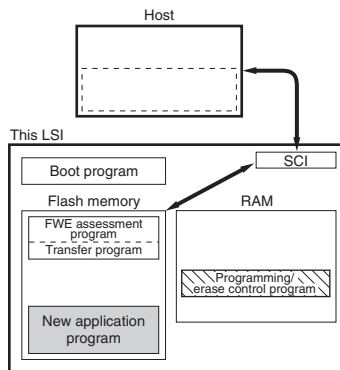 Host
This LSI
SCI
Boot program
Flash memory
RAM
FWE assessment
program
Transfer program
Programming/
erase control program
New application
program